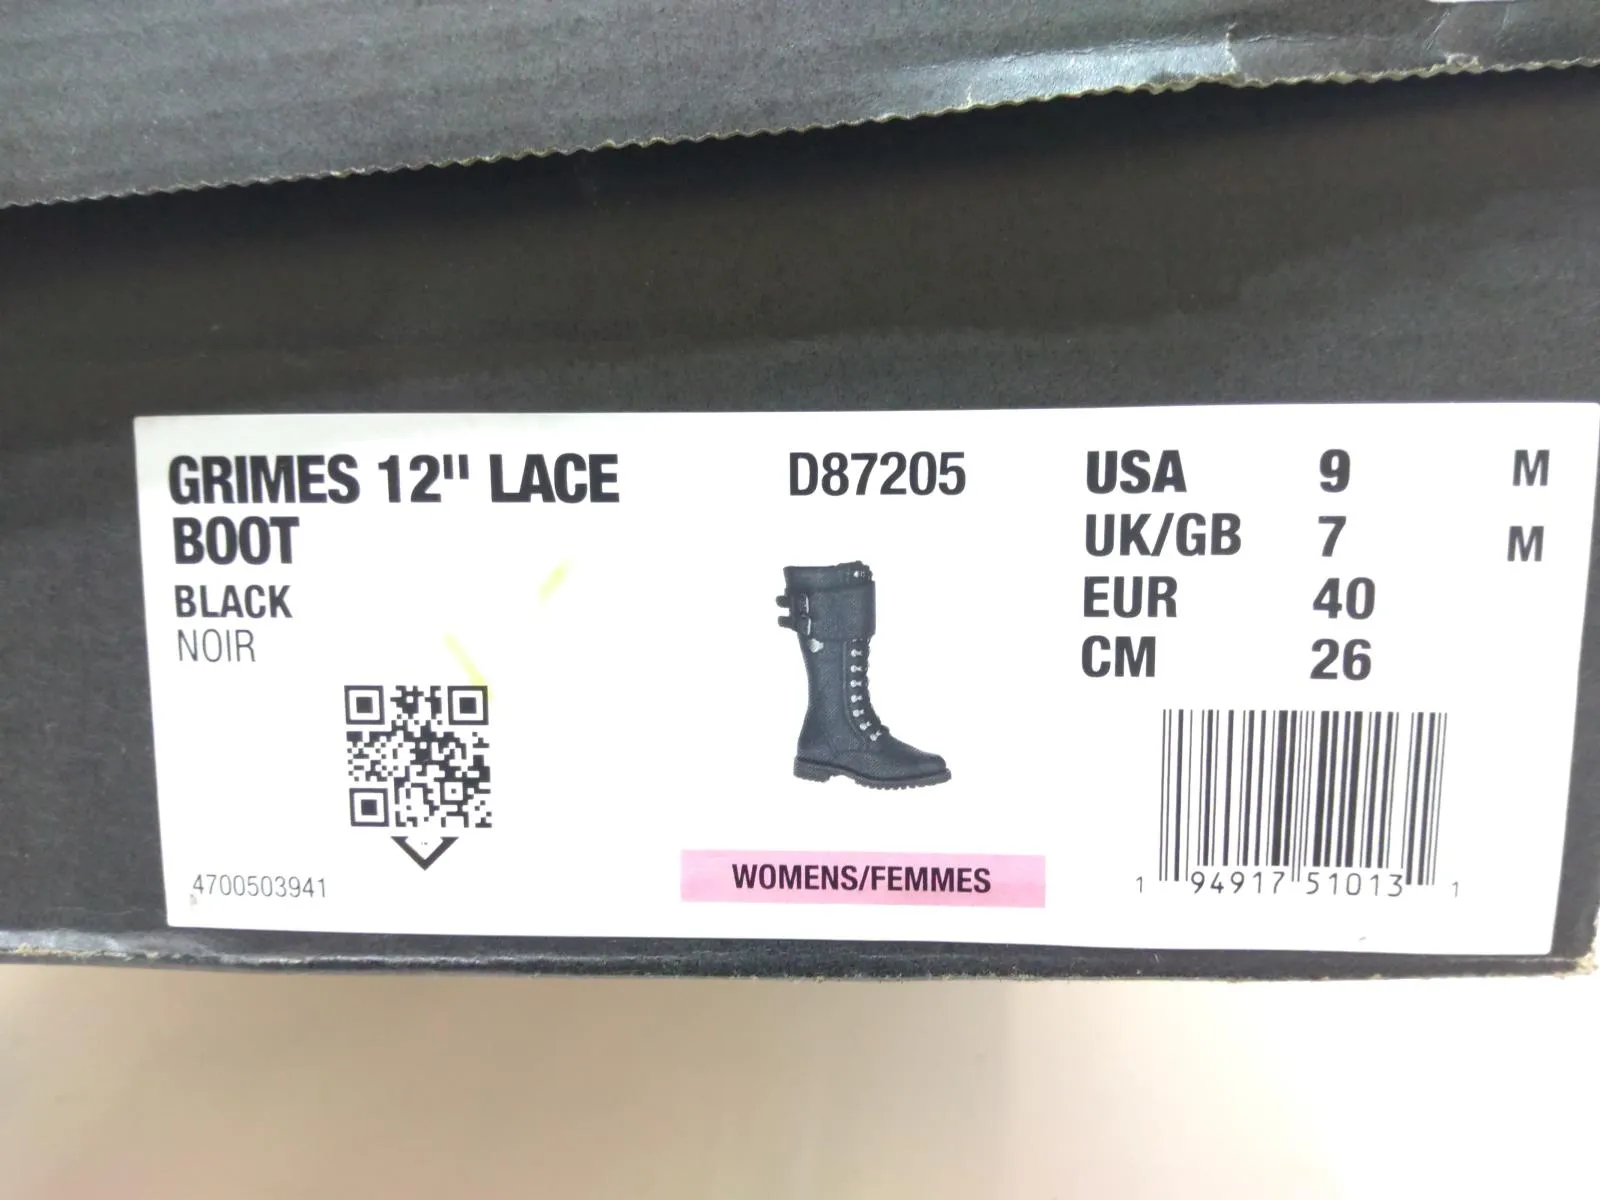 GRIMES 12" LACE
BOOT
BLACK
NOIR
4700503941
D87205
WOMENS/FEMMES
USA 9 M
UK/GB 7 M
EUR 40
CM 26
1 94917 51013 1